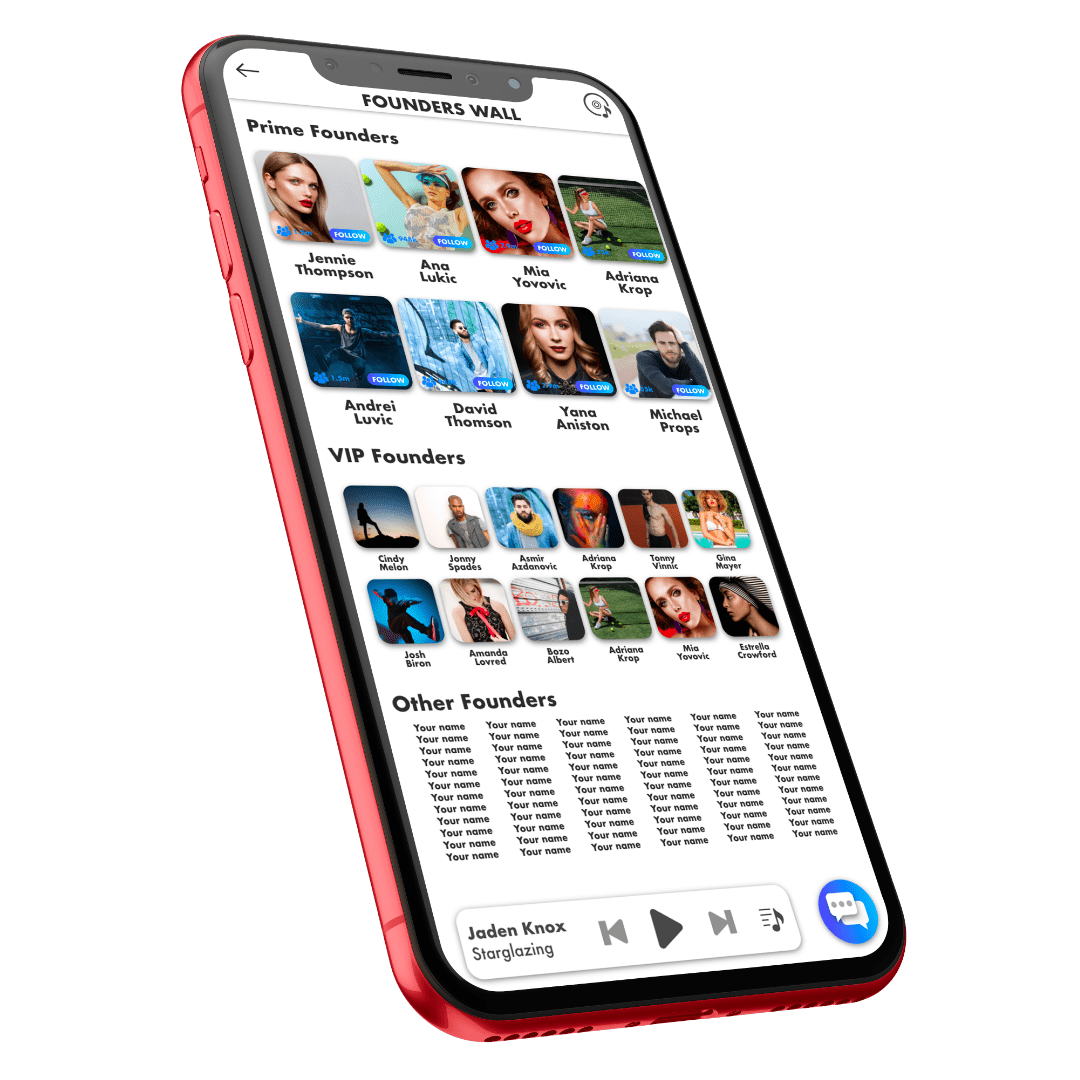 FOUNDERS WALL
Prime Founders
FOLLOW
FOLLOW
FOLLOW
FOLLOW
Jennie Thompson
Ana Lukic
Mia Yovovic
Adriana Krop
1.5m
FOLLOW
FOLLOW
FOLLOW
FOLLOW
Andrei Luvic
David Thomson
Yana Aniston
Michael Props
VIP Founders
Cindy Melon
Jonny Spades
Asmir Azdanovic
Adriana Krop
Tonny Vinnic
Gina Mayer
Josh Biron
Amanda Lovred
Bozo Albert
Adriana Krop
Mia Yovovic
Estrella Crowford
Other Founders
Your name Your name Your name Your name Your name Your name
Your name Your name Your name Your name Your name Your name
Your name Your name Your name Your name Your name Your name
Your name Your name Your name Your name Your name Your name
Your name Your name Your name Your name Your name Your name
Your name Your name Your name Your name Your name Your name
Your name Your name Your name Your name Your name Your name
Your name Your name Your name Your name Your name Your name
Your name Your name Your name Your name Your name Your name
Your name Your name Your name Your name Your name Your name
Your name Your name Your name Your name Your name Your name
Your name Your name Your name Your name Your name Your name
Jaden Knox
Starglazing